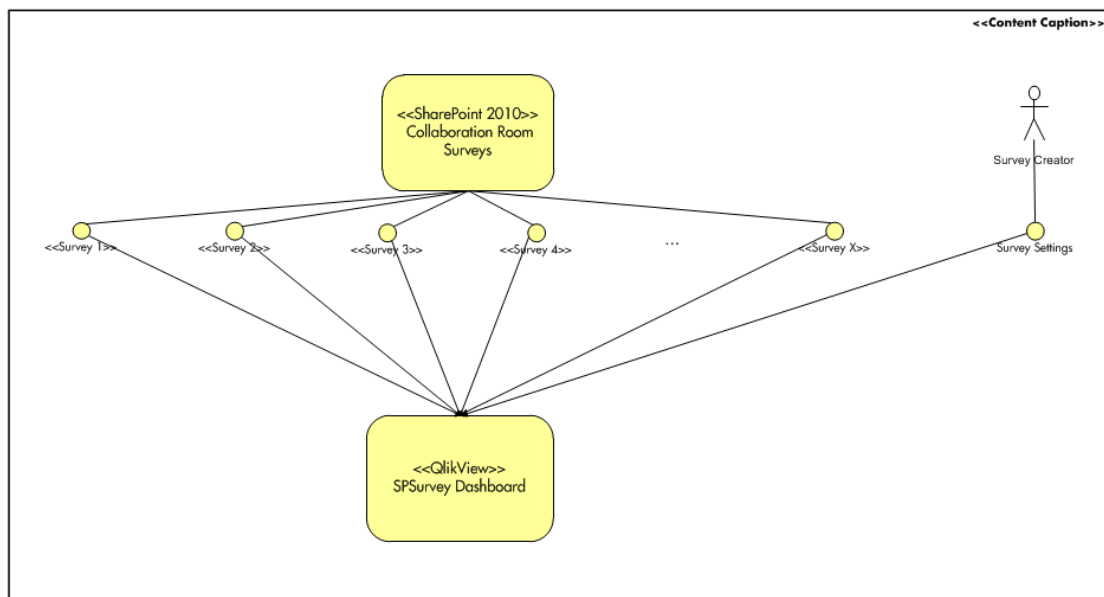 <<Content Caption>>
<<SharePoint 2010>>
Collaboration Room
Surveys
Survey Creator
<<Survey 1>>
<<Survey 2>>
<<Survey 3>>
<<Survey 4>>
...
<<Survey X>>
Survey Settings
<<QlikView>>
SPSurvey Dashboard